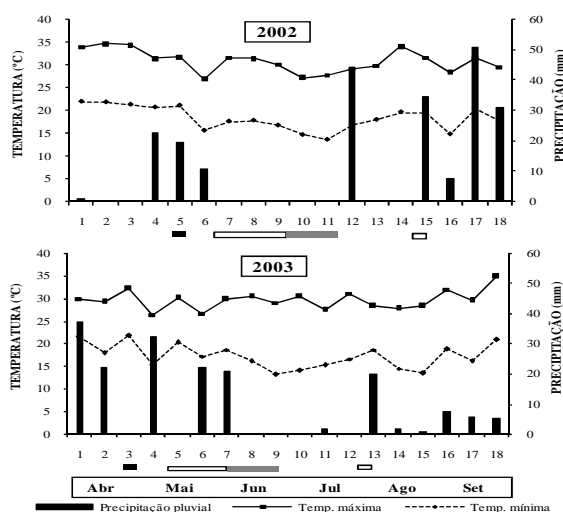 2002
TEMPERATURA (ºC)
PRECIPITAÇÃO (mm)
40 60
35
30 50
25 40
20 30
15
10 20
5 10
0 0
1 2 3 4 5 6 7 8 9 10 11 12 13 14 15 16 17 18
2003
TEMPERATURA (ºC)
PRECIPITAÇÃO (mm)
40 60
35
30 50
25 40
20 30
15
10 20
5 10
0 0
1 2 3 4 5 6 7 8 9 10 11 12 13 14 15 16 17 18
Abr Mai Jun Jul Ago Set
Precipitação pluvial Temp. máxima Temp. mínima